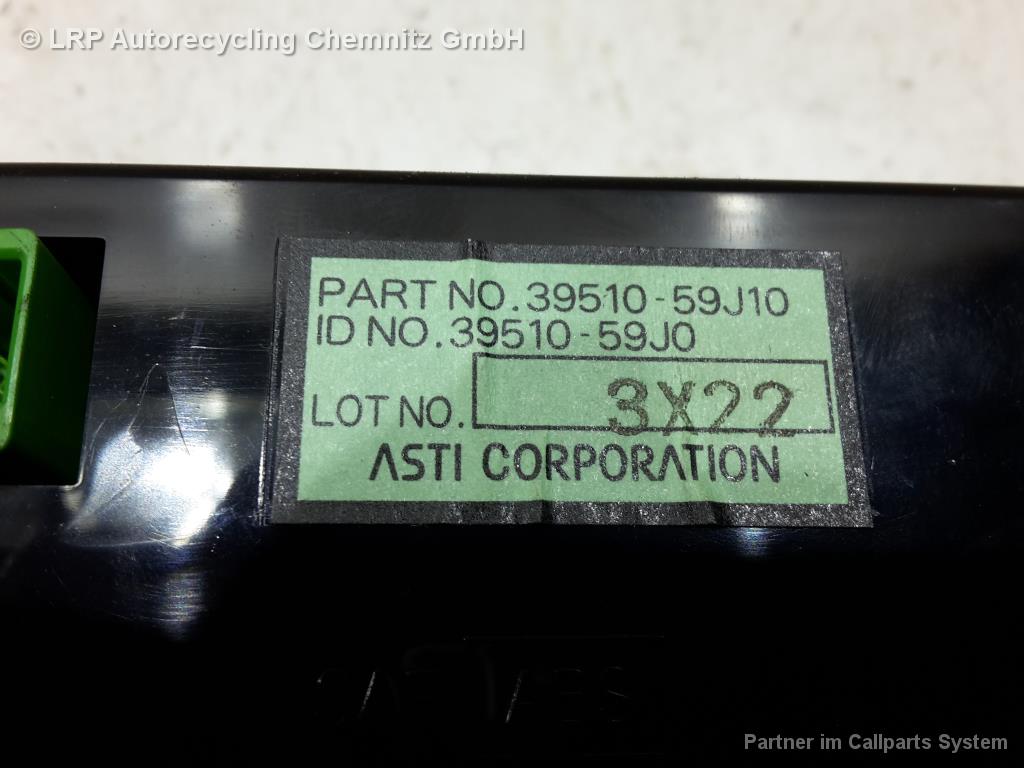 © LRP Autorecycling Chemnitz GmbH
PART NO.39510-59J10
ID NO.39510-59J0
LOT NO. 3X22
ASTI CORPORATION
Partner im Callparts System